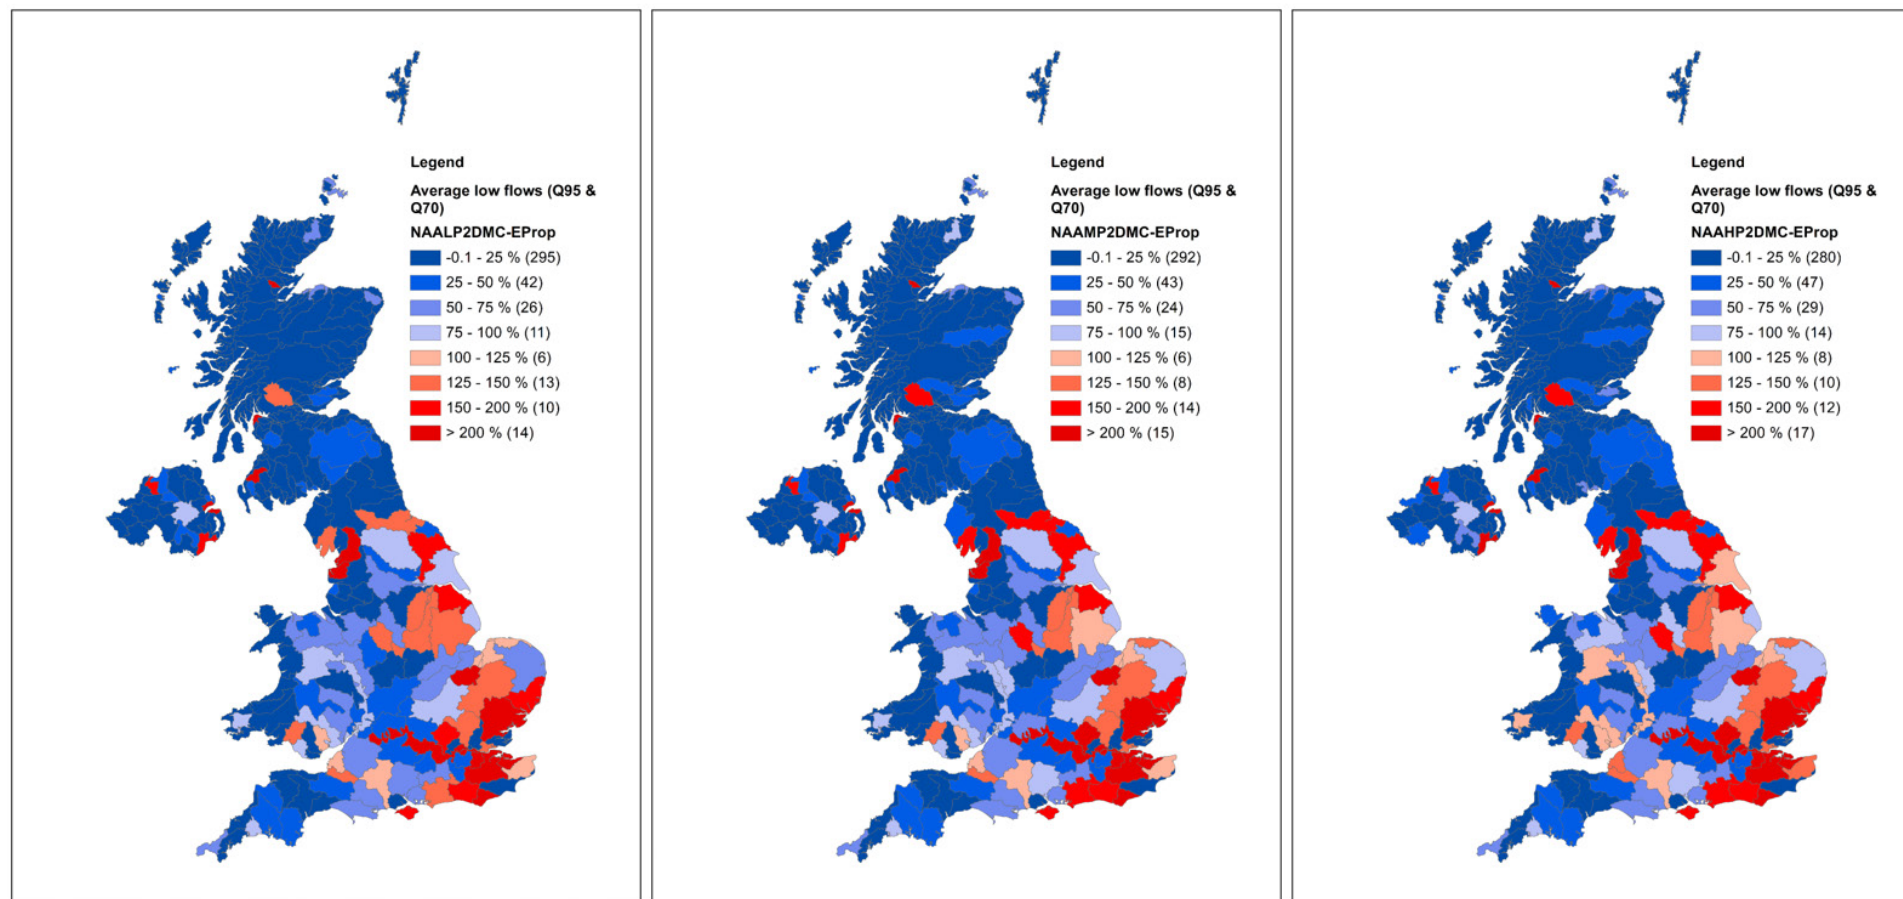 Legend
Average low flows (Q95 &
Q70)
NAALP2DMC-EProp
-0.1 - 25 % (295)
25 - 50 % (42)
50 - 75 % (26)
75 - 100 % (11)
100 - 125 % (6)
125 - 150 % (13)
150 - 200 % (10)
> 200 % (14)
Legend
Average low flows (Q95 &
Q70)
NAAMP2DMC-EProp
-0.1 - 25 % (292)
25 - 50 % (43)
50 - 75 % (24)
75 - 100 % (15)
100 - 125 % (6)
125 - 150 % (8)
150 - 200 % (14)
> 200 % (15)
Legend
Average low flows (Q95 &
Q70)
NAAHP2DMC-EProp
-0.1 - 25 % (280)
25 - 50 % (47)
50 - 75 % (29)
75 - 100 % (14)
100 - 125 % (8)
125 - 150 % (10)
150 - 200 % (12)
> 200 % (17)